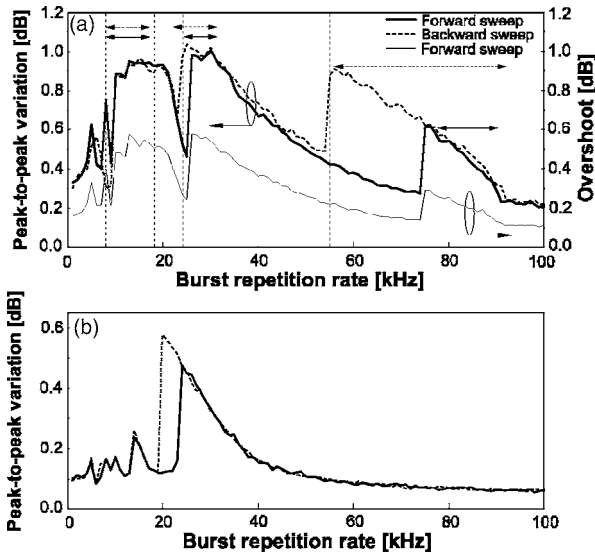 (a)
Forward sweep
Backward sweep
Forward sweep
Peak-to-peak variation [dB]
1.2
1.0
0.8
0.6
0.4
0.2
0.0
Overshoot [dB]
1.2
1.0
0.8
0.6
0.4
0.2
0.0
0 20 40 60 80 100
Burst repetition rate [kHz]
(b)
Peak-to-peak variation [dB]
0.6
0.4
0.2
0.0
0 20 40 60 80 100
Burst repetition rate [kHz]